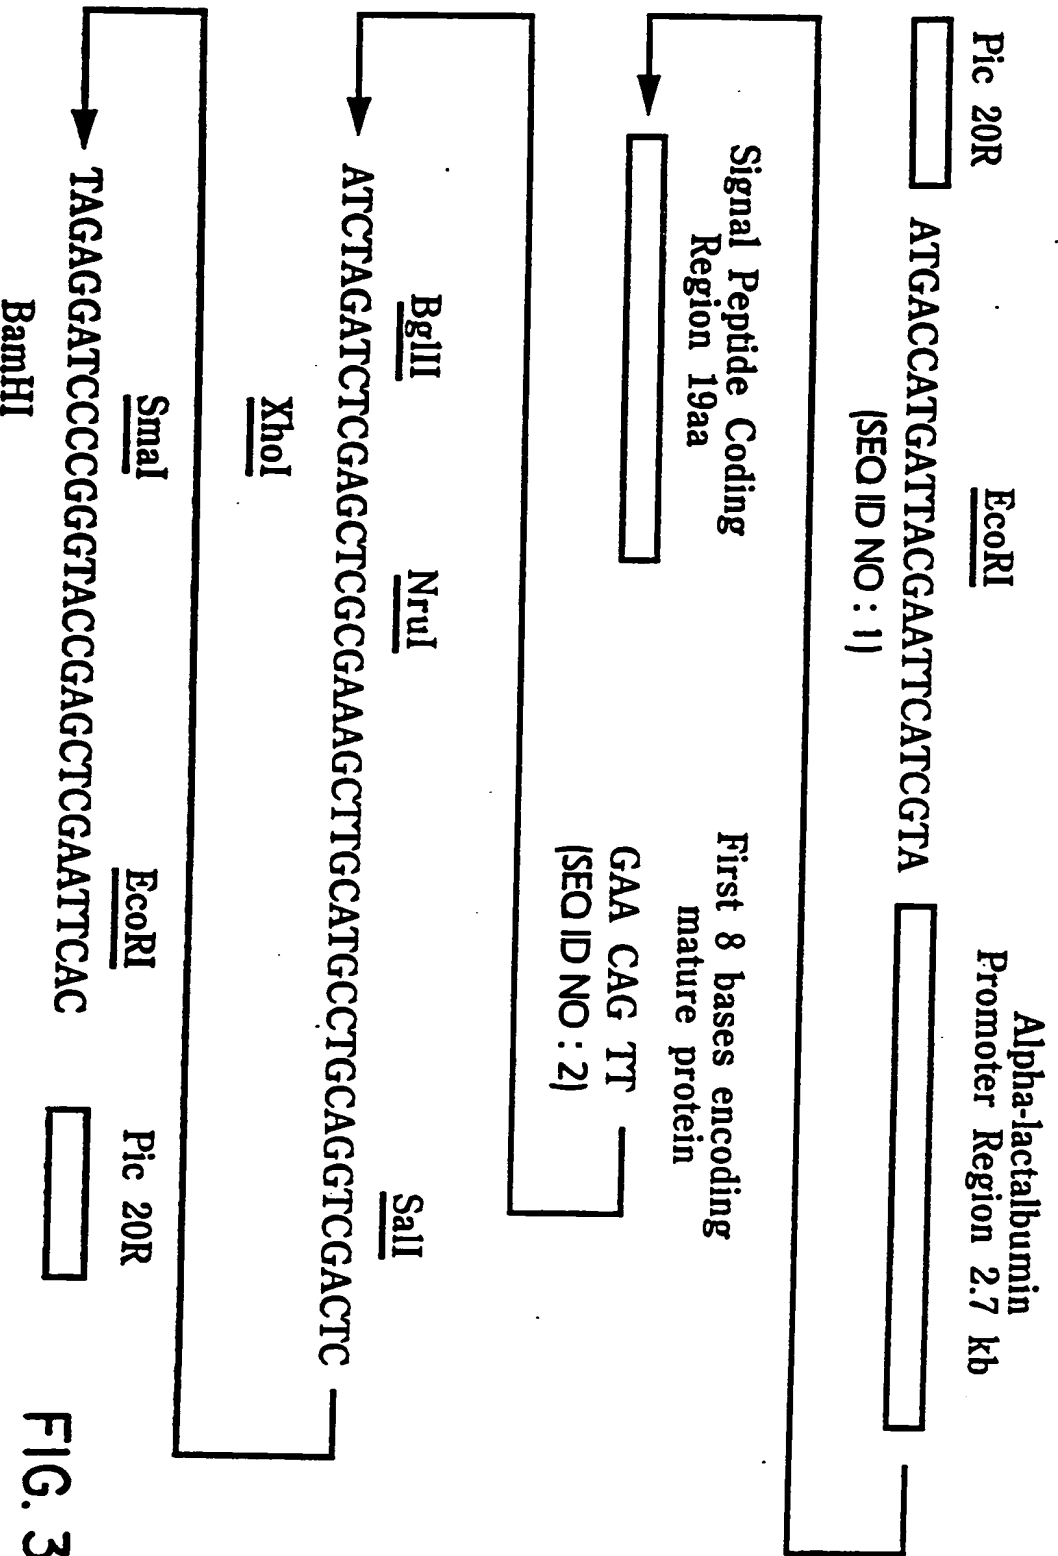 Pic 20R
EcoRI
Alpha-lactalbumin
Promoter Region 2.7 kb
ATGACCATGATTACGAATTCATCGTA
(SEQ ID NO: 1)
Signal Peptide Coding
Region 19aa
First 8 bases encoding
mature protein
GAA CAG TT
(SEQ ID NO: 2)
BglII
NruI
SalI
ATCTAGATCTCGAGCTCGCGAAAGCTTGCATGCCTGCAGGTCGACTC
XhoI
SmaI
EcoRI
Pic 20R
TAGAGGATCCCCGGGTACCGAGCTCGAATTCAC
BamHI
FIG. 3